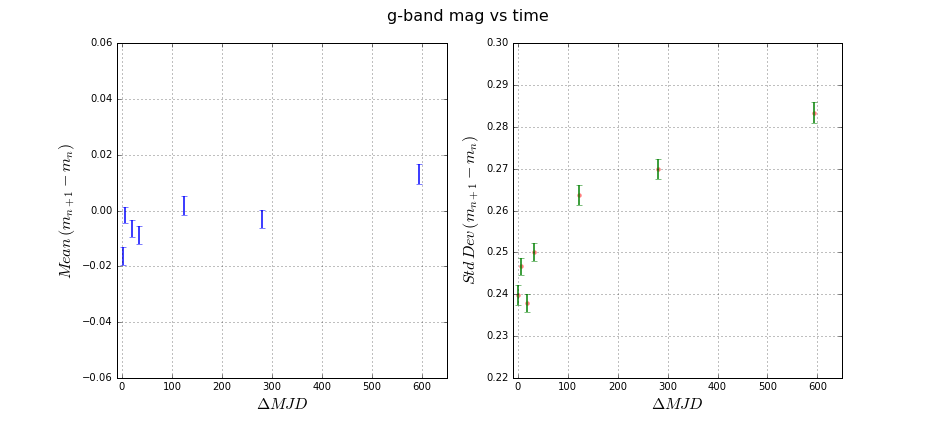 g-band mag vs time
0.06
0.04
0.02
0.00
−0.02
−0.04
−0.06
Mean (m_{n+1} − m_n)
0 100 200 300 400 500 600
ΔMJD
0.30
0.29
0.28
0.27
0.26
0.25
0.24
0.23
0.22
Std Dev (m_{n+1} − m_n)
0 100 200 300 400 500 600
ΔMJD